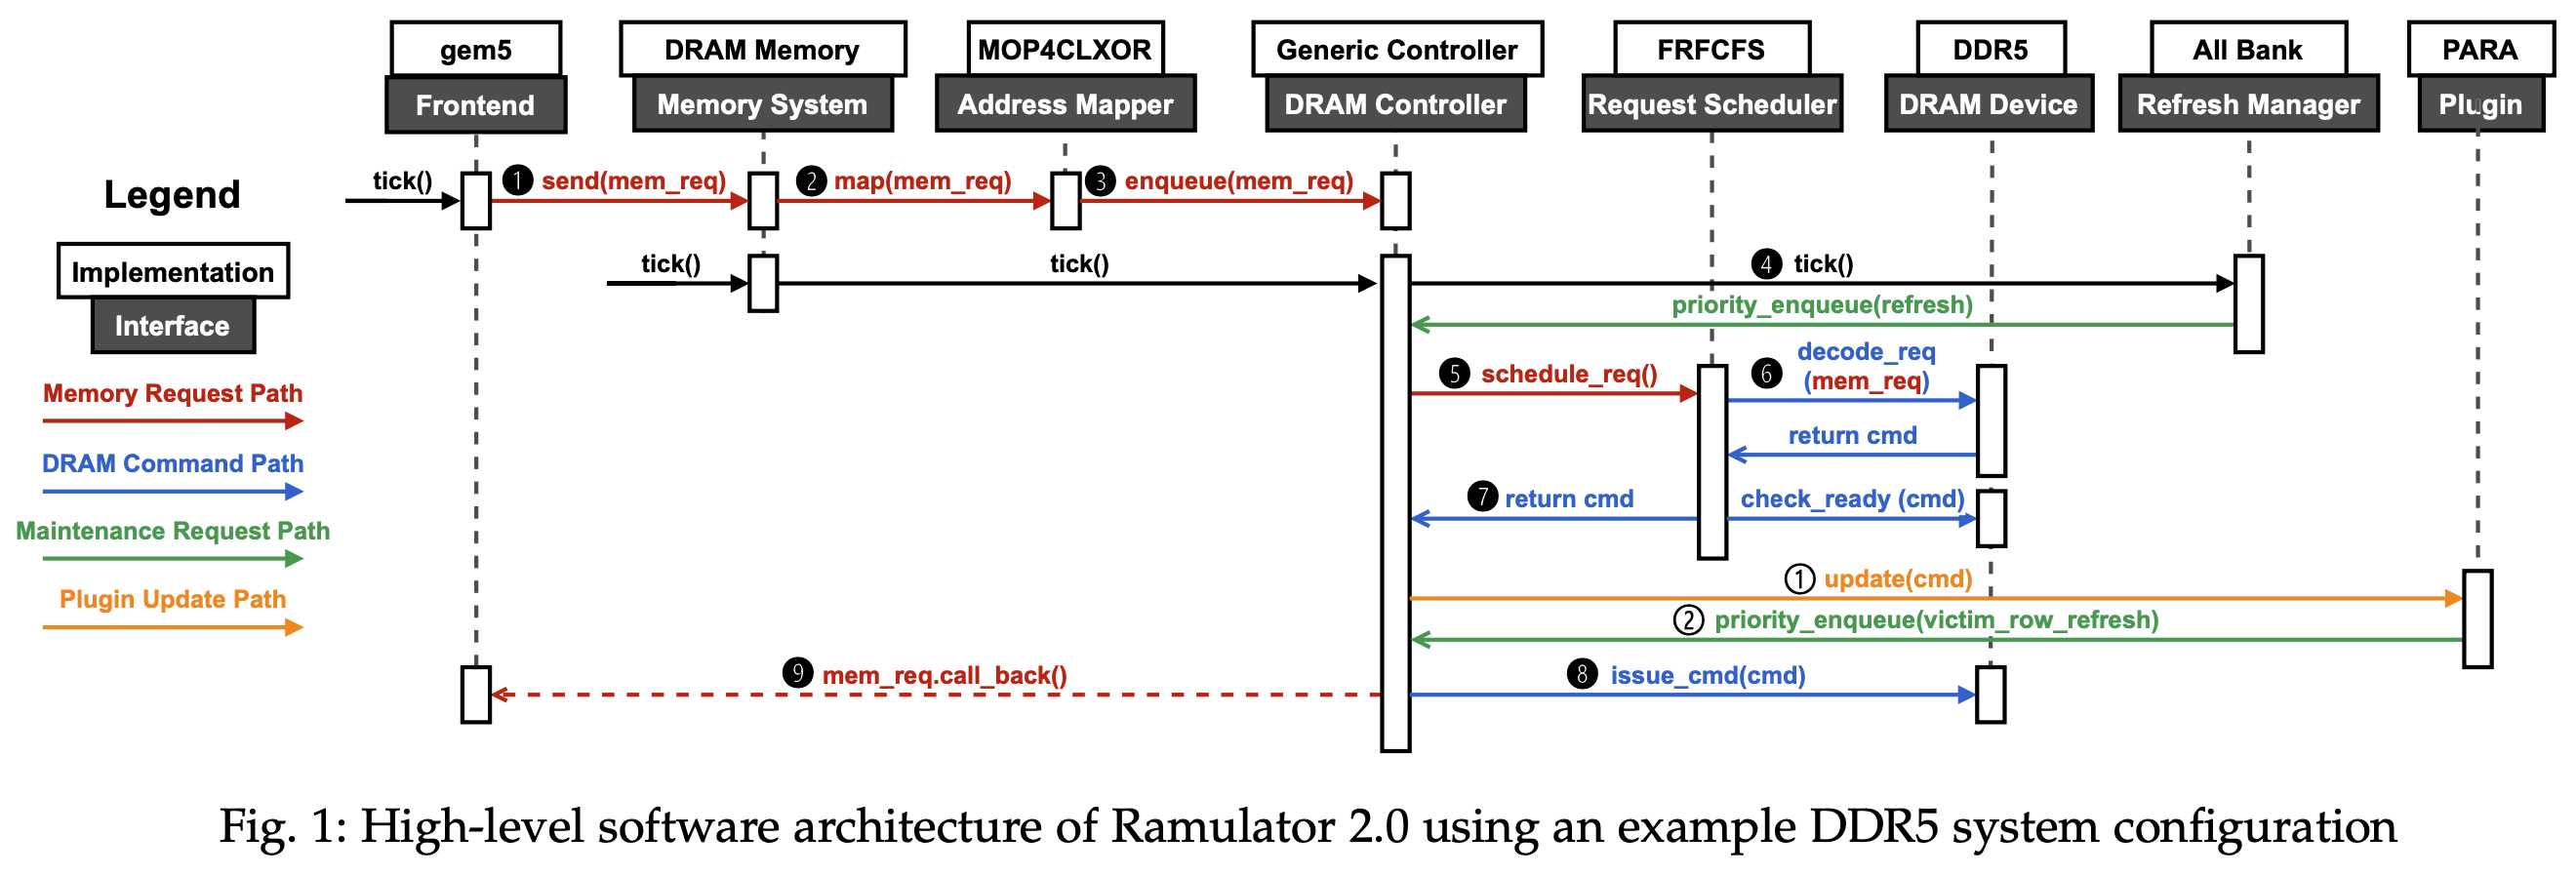 gem5
DRAM Memory
MOP4CLXOR
Generic Controller
FRFCFS
DDR5
All Bank
PARA
Frontend
Memory System
Address Mapper
DRAM Controller
Request Scheduler
DRAM Device
Refresh Manager
Plugin
Legend
Implementation
Interface
Memory Request Path
DRAM Command Path
Maintenance Request Path
Plugin Update Path
tick()
❶ send(mem_req)
❷ map(mem_req)
❸ enqueue(mem_req)
tick()
tick()
❹ tick()
priority_enqueue(refresh)
❺ schedule_req()
❻ decode_req
(mem_req)
return cmd
❼ return cmd
check_ready (cmd)
① update(cmd)
② priority_enqueue(victim_row_refresh)
❾ mem_req.call_back()
❽ issue_cmd(cmd)
Fig. 1: High-level software architecture of Ramulator 2.0 using an example DDR5 system configuration